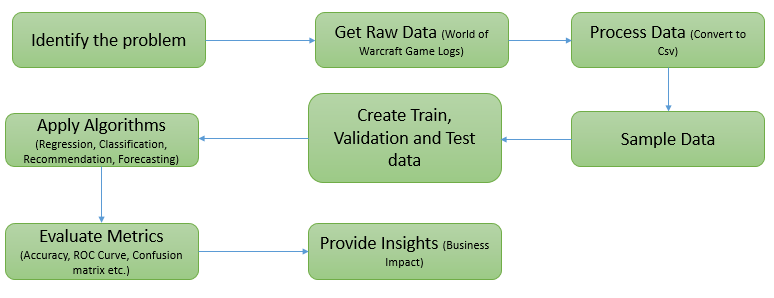 Identify the problem
Get Raw Data (World of
Warcraft Game Logs)
Process Data (Convert to
Csv)
Sample Data
Create Train,
Validation and Test
data
Apply Algorithms
(Regression, Classification,
Recommendation, Forecasting)
Evaluate Metrics
(Accuracy, ROC Curve, Confusion
matrix etc.)
Provide Insights (Business
Impact)